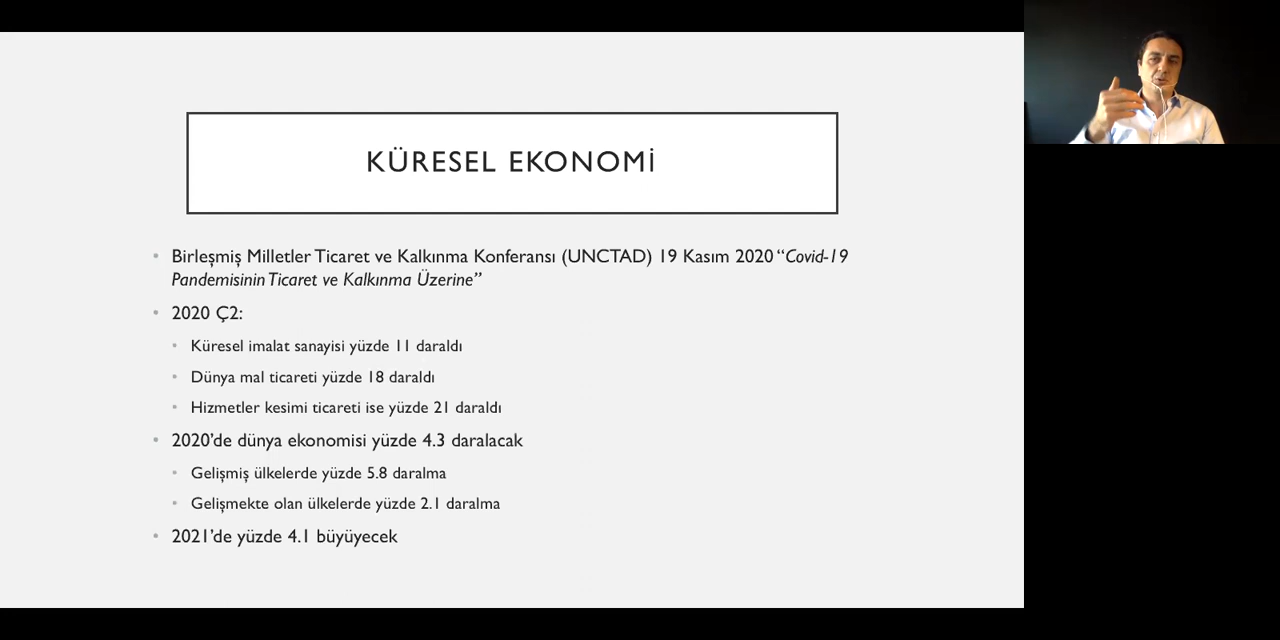 KÜRESEL EKONOMİ
• Birleşmiş Milletler Ticaret ve Kalkınma Konferansı (UNCTAD) 19 Kasım 2020 “Covid-19
Pandemisinin Ticaret ve Kalkınma Üzerine”
• 2020 Ç2:
• Küresel imalat sanayisi yüzde 11 daraldı
• Dünya mal ticareti yüzde 18 daraldı
• Hizmetler kesimi ticareti ise yüzde 21 daraldı
• 2020’de dünya ekonomisi yüzde 4.3 daralacak
• Gelişmiş ülkelerde yüzde 5.8 daralma
• Gelişmekte olan ülkelerde yüzde 2.1 daralma
• 2021’de yüzde 4.1 büyüyecek